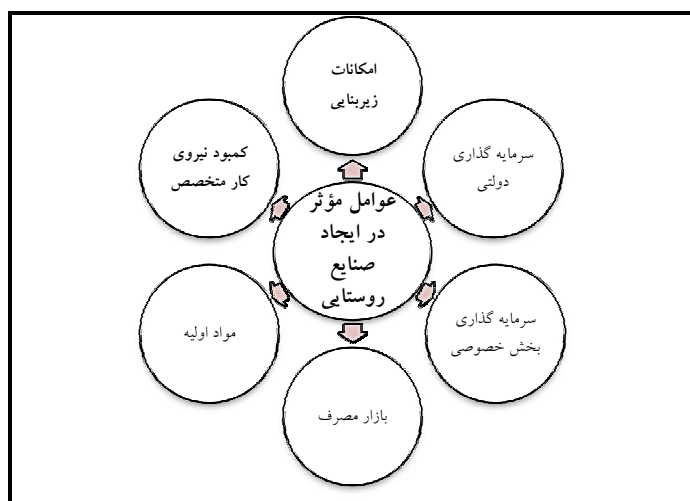 امکانات
زیربنایی
سرمایه گذاری
دولتی
سرمایه گذاری
بخش خصوصی
بازار مصرف
مواد اولیه
کمبود نیروی
کار متخصص
عوامل مؤثر
در ایجاد
صنایع
روستایی